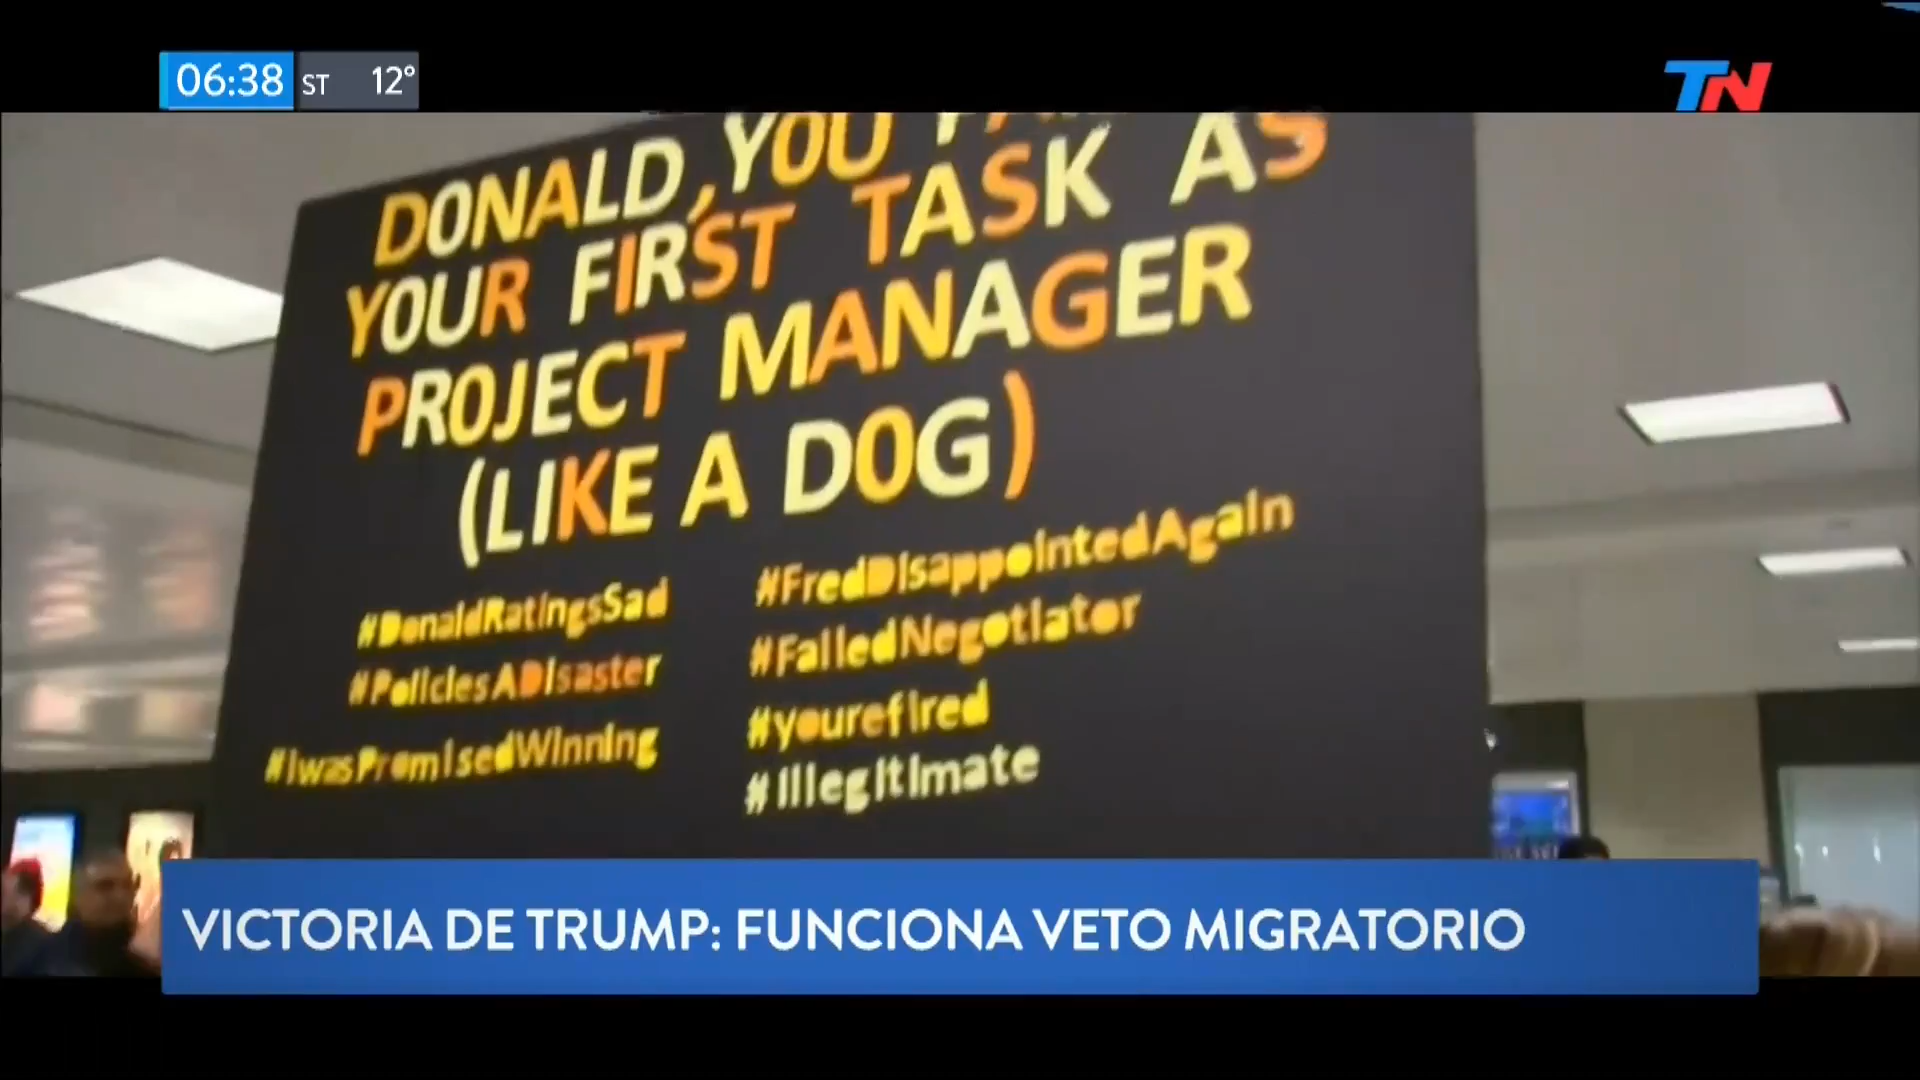 06:38 ST 12°
TN
DONALD, YOU
YOUR FIRST TASK AS
PROJECT MANAGER
(LIKE A DOG)
#DonaldRatingsSad
#PoliciesADisaster
#IwasPromisedWinning
#FredDisappointedAgain
#FailedNegotiator
#yourefired
#Illegitimate
VICTORIA DE TRUMP: FUNCIONA VETO MIGRATORIO